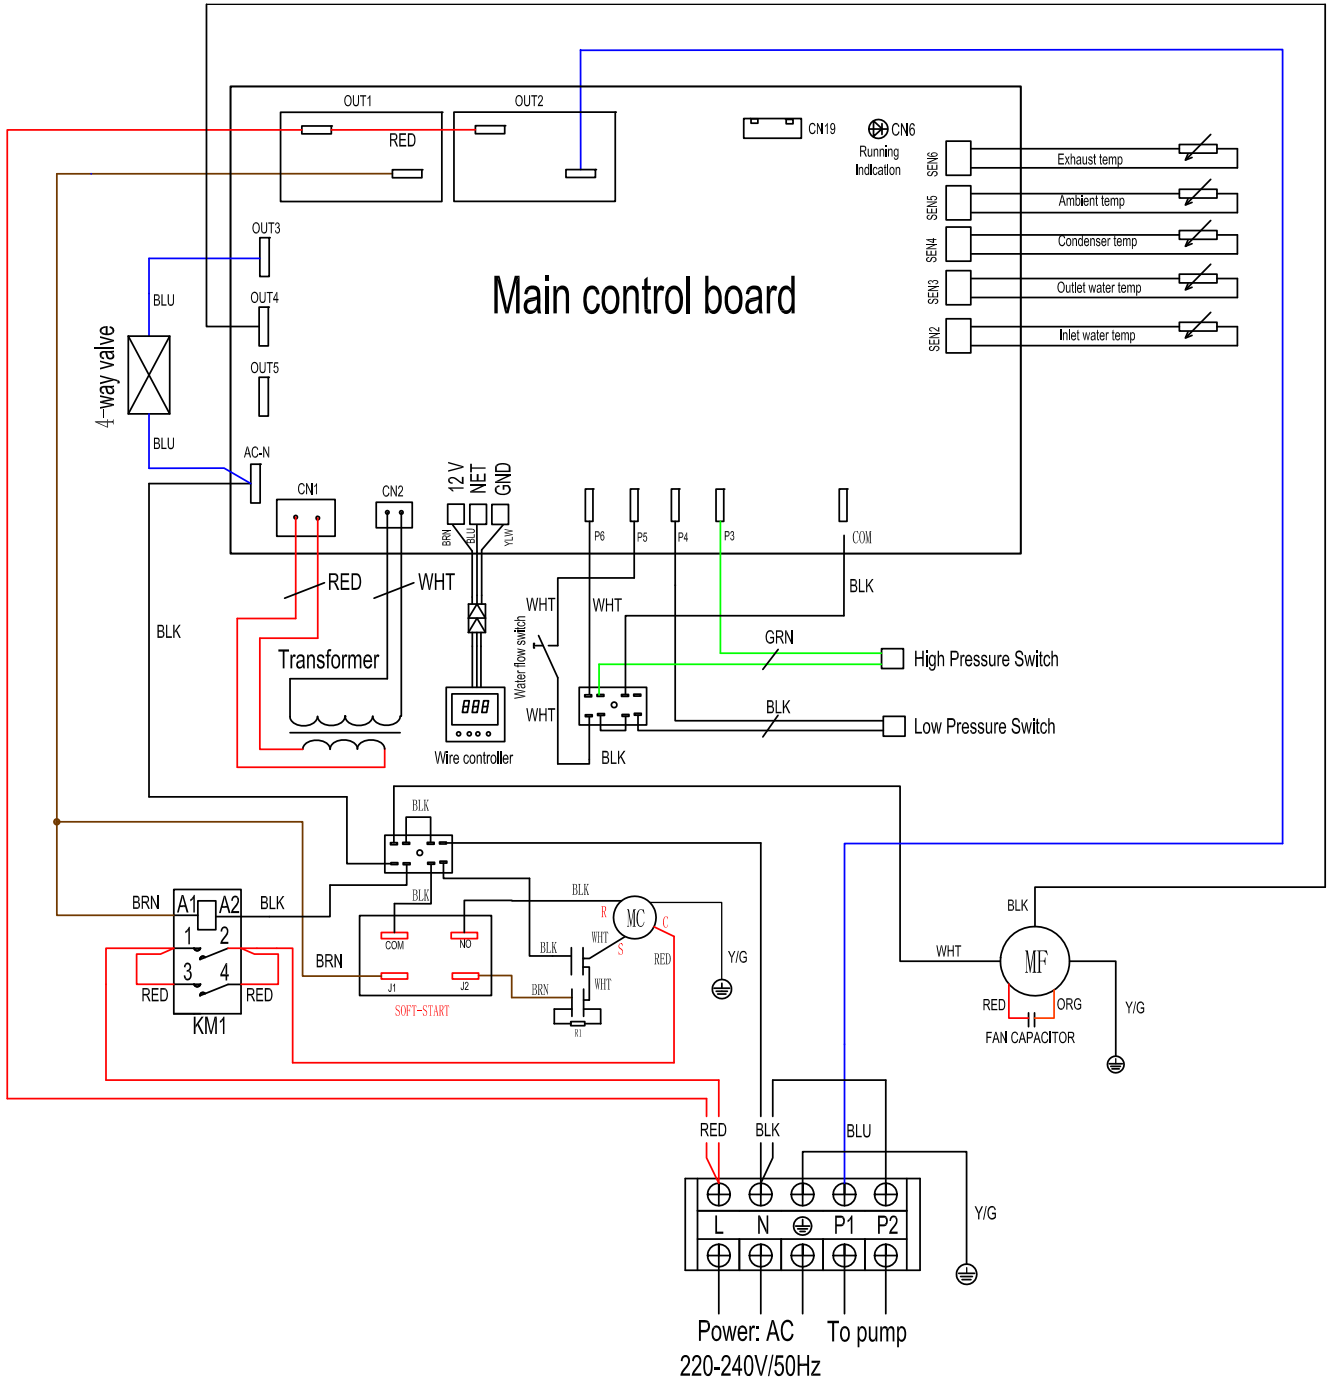 OUT1
OUT2
RED
CN19
CN6
Running
Indication
SEN6
Exhaust temp
SEN5
Ambient temp
SEN4
Condenser temp
SEN3
Outlet water temp
SEN2
Inlet water temp
OUT3
BLU
OUT4
Main control board
4-way valve
OUT5
BLU
AC-N
CN1
CN2
12 V
NET
GND
BRN
BLU
YLW
P6
P5
P4
P3
COM
RED
WHT
WHT
WHT
BLK
BLK
Water flow switch
GRN
High Pressure Switch
Transformer
888
WHT
BLK
Low Pressure Switch
Wire controller
BLK
BLK
BRN
A1
A2
BLK
BLK
BLK
R
MC
C
S
WHT
RED
1
2
COM
NO
BLK
Y/G
3
4
BRN
J1
J2
BRN
WHT
RED
RED
KM1
SOFT-START
R1
BLK
WHT
MF
RED
ORG
Y/G
FAN CAPACITOR
RED
BLK
BLU
Y/G
L
N
P1
P2
Power: AC
To pump
220-240V/50Hz